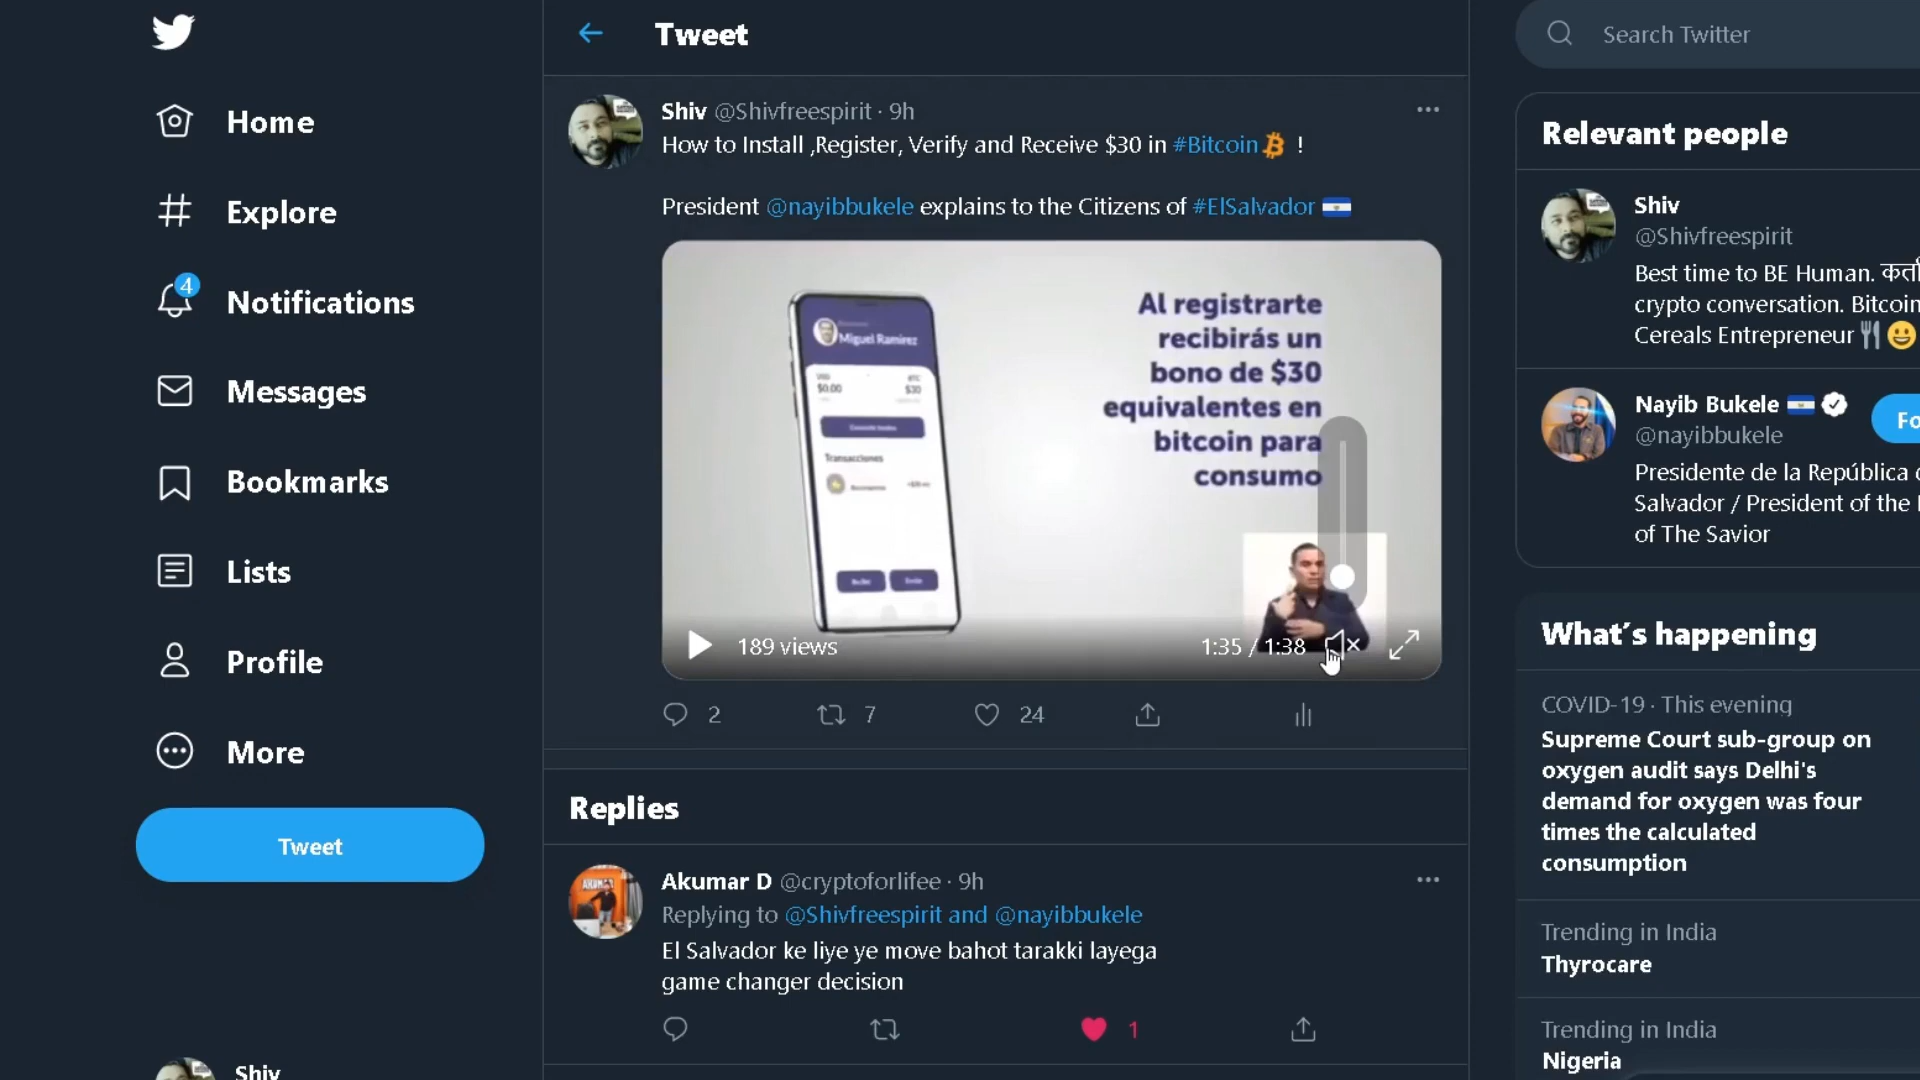 Home
Explore
4
Notifications
Messages
Bookmarks
Lists
Profile
More
Tweet
Shiv
Tweet
Shiv @Shivfreespirit · 9h
How to Install ,Register, Verify and Receive $30 in #Bitcoin !
President @nayibbukele explains to the Citizens of #ElSalvador
Miguel Ramirez
$0.00
$30
Transacciones
Al registrarte
recibirás un
bono de $30
equivalentes en
bitcoin para
consumo
189 views
1:35 / 1:38
2
7
24
Replies
Akumar D @cryptoforlifee · 9h
Replying to @Shivfreespirit and @nayibbukele
El Salvador ke liye ye move bahot tarakki layega
game changer decision
1
Search Twitter
Relevant people
Shiv
@Shivfreespirit
Best time to BE Human.
crypto conversation. Bitcoin
Cereals Entrepreneur
Nayib Bukele
@nayibbukele
Fo
Presidente de la República
Salvador / President of the
of The Savior
What's happening
COVID-19 · This evening
Supreme Court sub-group on
oxygen audit says Delhi's
demand for oxygen was four
times the calculated
consumption
Trending in India
Thyrocare
Trending in India
Nigeria